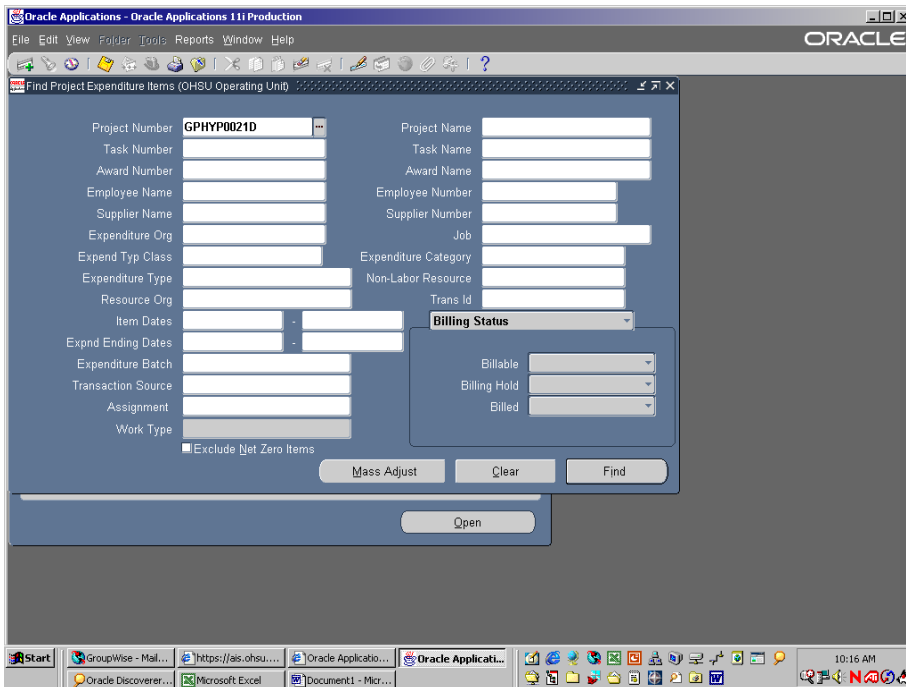 Oracle Applications - Oracle Applications 11i Production
File Edit View Folder Tools Reports Window Help
ORACLE
Find Project Expenditure Items (OHSU Operating Unit)
Project Number GPHYP0021D ... Project Name
Task Number Task Name
Award Number Award Name
Employee Name Employee Number
Supplier Name Supplier Number
Expenditure Org Job
Expend Typ Class Expenditure Category
Expenditure Type Non-Labor Resource
Resource Org Trans Id
Item Dates - Billing Status
Expnd Ending Dates -
Expenditure Batch Billable
Transaction Source Billing Hold
Assignment Billed
Work Type
Exclude Net Zero Items
Mass Adjust Clear Find
Open
Start GroupWise - Mail... https://ais.ohsu.... Oracle Applicatio... Oracle Applicati... 10:16 AM
Oracle Discoverer... Microsoft Excel Document1 - Micr...